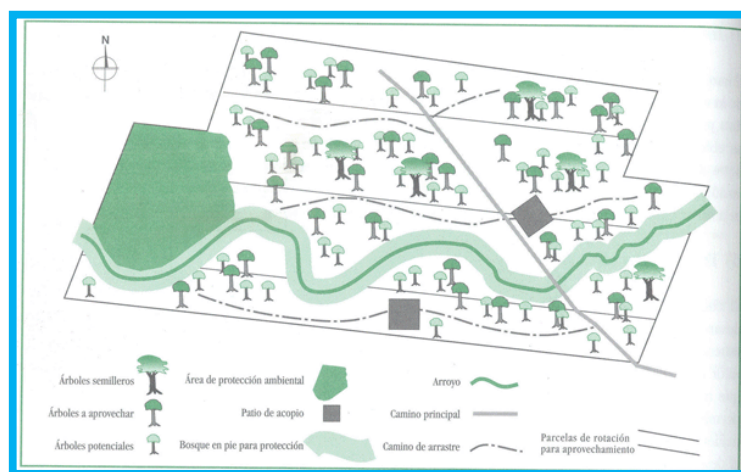 N
Árboles semilleros
Área de protección ambiental
Arroyo
Árboles a aprovechar
Patio de acopio
Camino principal
Árboles potenciales
Bosque en pie para protección
Camino de arrastre
Parcelas de rotación
para aprovechamiento